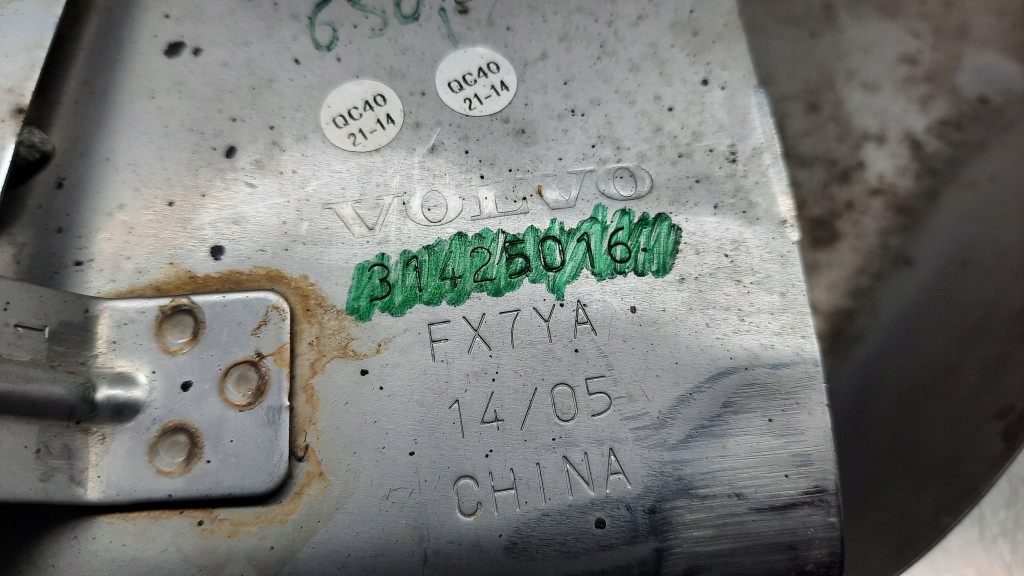 QC40
21-14
QC40
21-14
VOLVO
31425016
FX7YA
14/05
CHINA